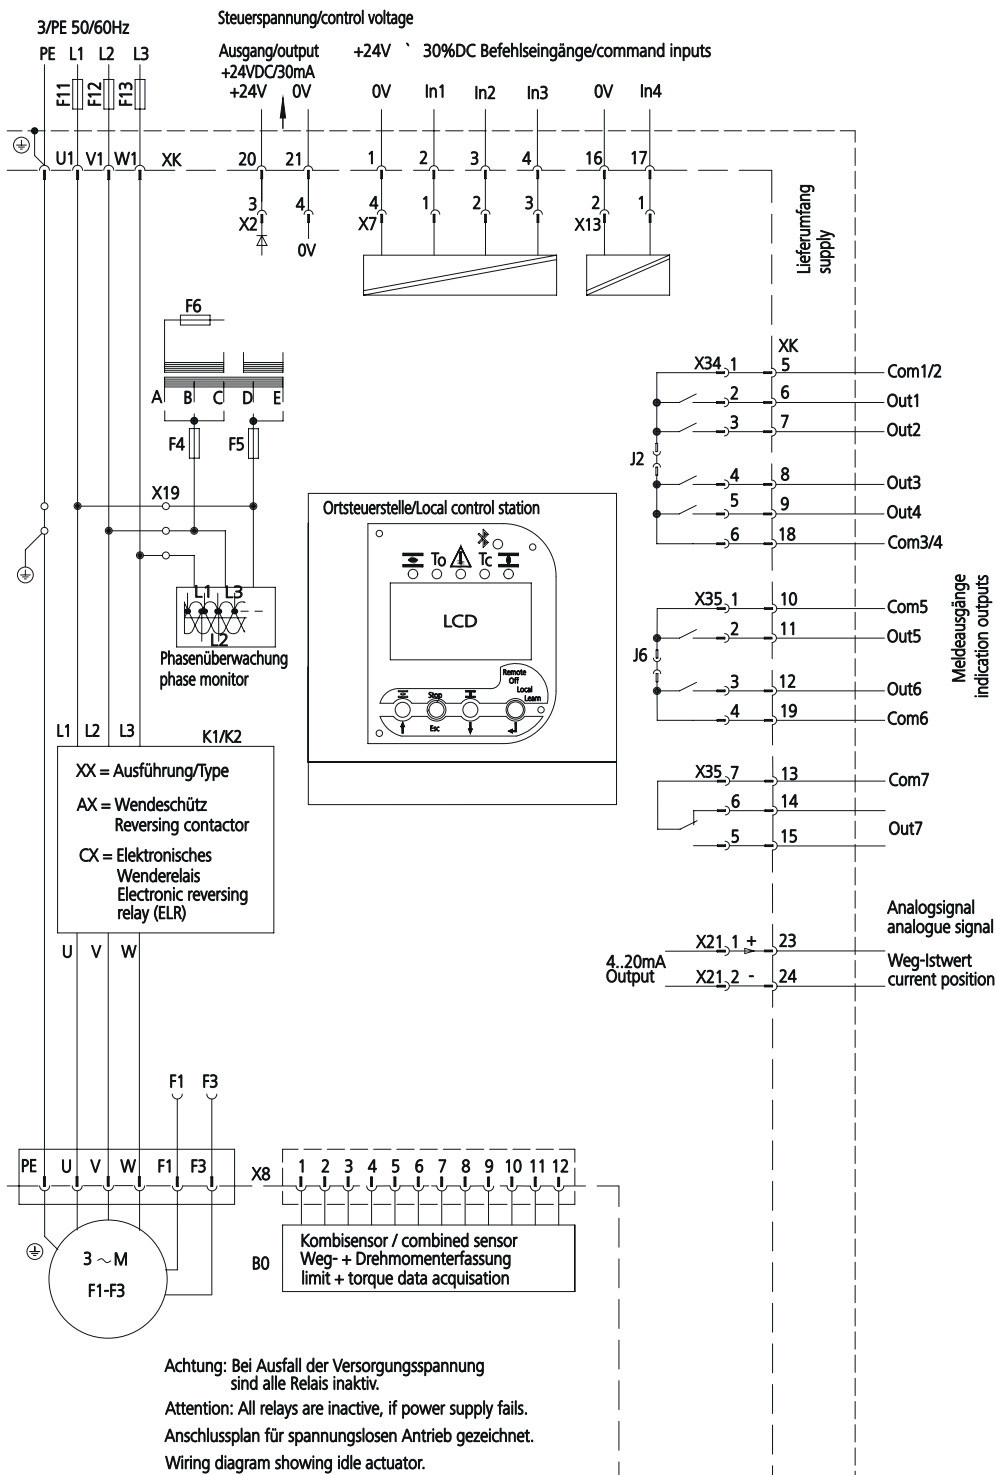 Steuerspannung/control voltage
3/PE 50/60Hz
PE L1 L2 L3
Ausgang/output
+24VDC/30mA
+24V 0V
+24V ` 30%DC Befehlseingänge/command inputs
0V In1 In2 In3 0V In4
F11 F12 F13
U1 V1 W1 XK 20 21 1 2 3 4 16 17
3 4 4 1 2 3 2 1
X2 X7 X13
0V
Lieferumfang
supply
F6
A B C D E
F4 F5
X19
L1 L3
L2
Phasenüberwachung
phase monitor
Ortsteuerstelle/Local control station
To Tc
LCD
Remote
Off
Local
Learn
Stop
Esc
XK
X34 1 5 Com1/2
2 6 Out1
3 7 Out2
J2
4 8 Out3
5 9 Out4
6 18 Com3/4
X35 1 10 Com5
2 11 Out5
J6
3 12 Out6
4 19 Com6
Meldeausgänge
indication outputs
X35 7 13 Com7
6 14
Out7
5 15
Analogsignal
analogue signal
X21 1 + 23
4..20mA
Output
Weg-Istwert
current position
X21 2 - 24
L1 L2 L3 K1/K2
XX = Ausführung/Type
AX = Wendeschütz
Reversing contactor
CX = Elektronisches
Wenderelais
Electronic reversing
relay (ELR)
U V W
F1 F3
PE U V W F1 F3 X8 1 2 3 4 5 6 7 8 9 10 11 12
3 ~ M
F1-F3
B0
Kombisensor / combined sensor
Weg- + Drehmomenterfassung
limit + torque data acquisation
Achtung: Bei Ausfall der Versorgungsspannung
sind alle Relais inaktiv.
Attention: All relays are inactive, if power supply fails.
Anschlussplan für spannungslosen Antrieb gezeichnet.
Wiring diagram showing idle actuator.